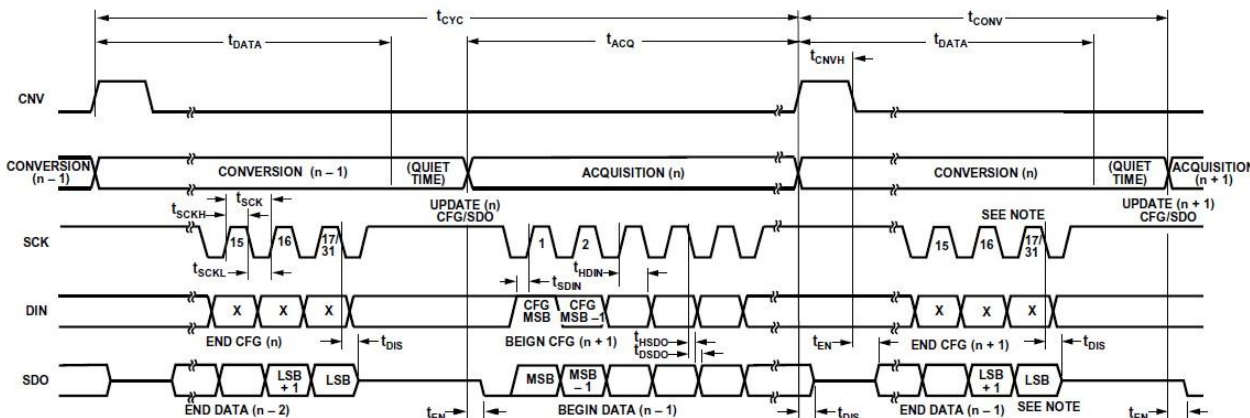 tCYC tCONV
tDATA tACQ tDATA
tCNVH
CNV
CONVERSION (n – 1) CONVERSION (n – 1) (QUIET TIME) ACQUISITION (n) CONVERSION (n) (QUIET TIME) ACQUISITION (n + 1)
UPDATE (n) CFG/SDO SEE NOTE UPDATE (n + 1) CFG/SDO
tSCKH tSCK
SCK 15 16 17/31 1 2 15 16 17/31
tSCKL tHDIN
tSDIN
DIN X X X CFG MSB CFG MSB –1 X X X
END CFG (n) tDIS BEIGN CFG (n + 1) tHSDO tEN END CFG (n + 1) tDIS
tDSDO
SDO LSB + 1 LSB MSB MSB – 1 LSB + 1 LSB
END DATA (n – 2) tEN BEGIN DATA (n – 1) tDIS END DATA (n – 1) SEE NOTE tEN